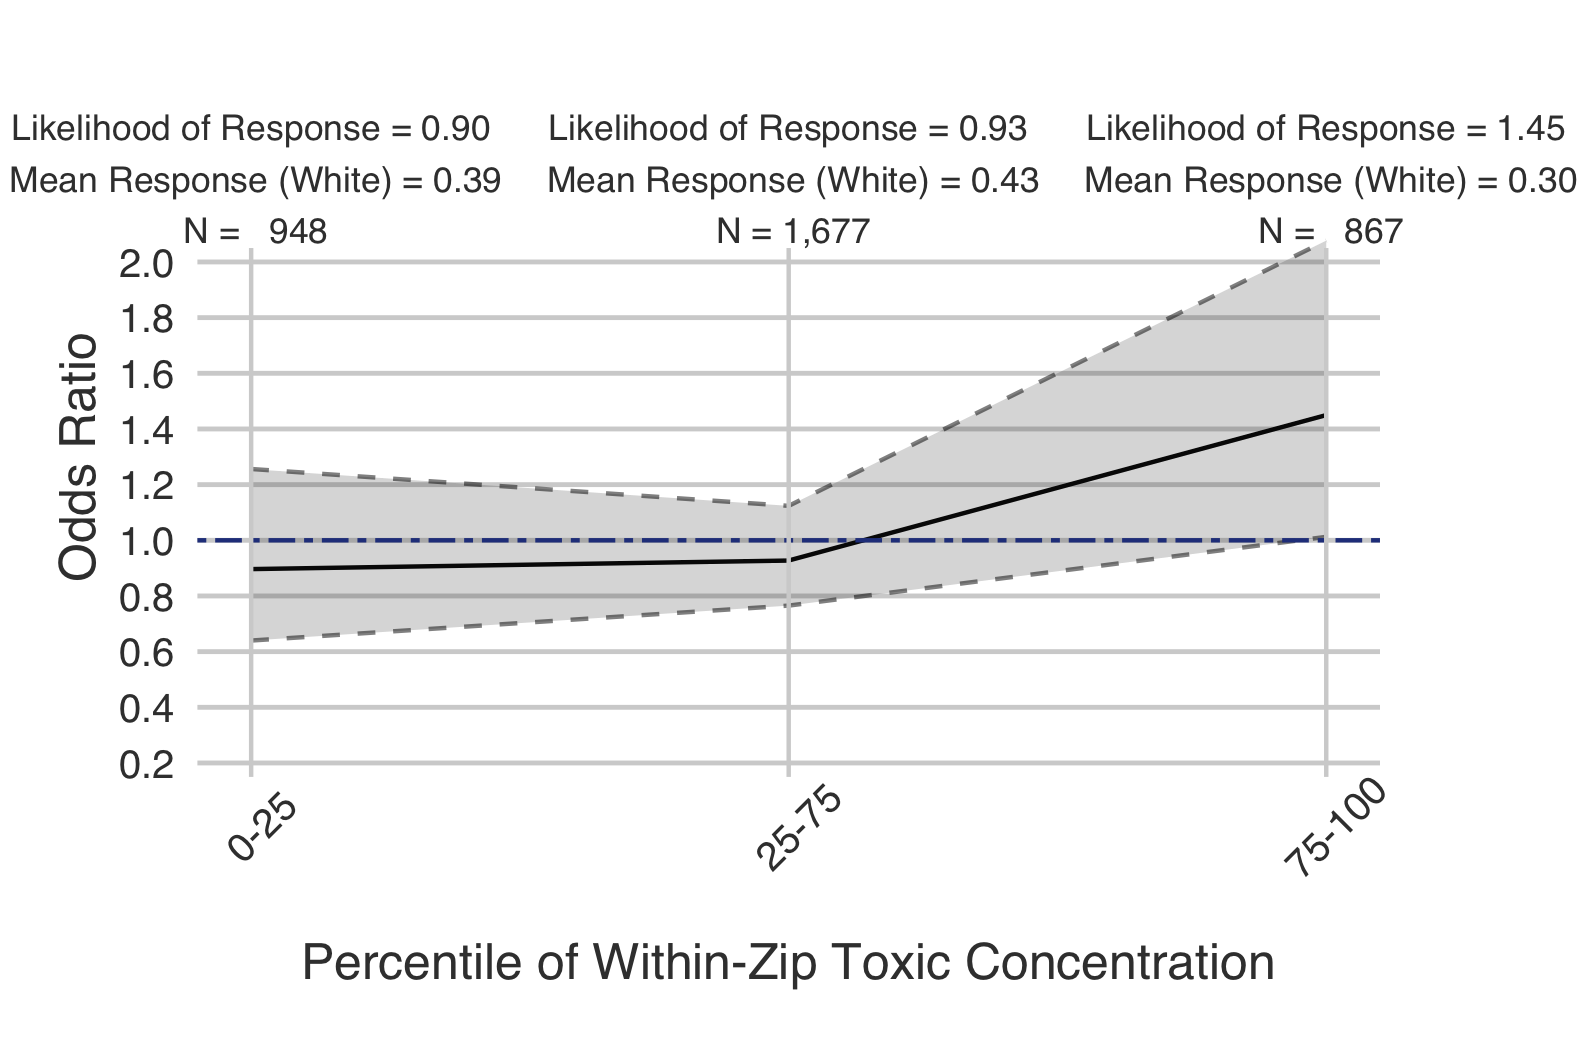 Likelihood of Response = 0.90 Likelihood of Response = 0.93 Likelihood of Response = 1.45
Mean Response (White) = 0.39 Mean Response (White) = 0.43 Mean Response (White) = 0.30
N = 948 N = 1,677 N = 867
2.0
1.8
1.6
1.4
1.2
1.0
0.8
0.6
0.4
0.2
Odds Ratio
0-25 25-75 75-100
Percentile of Within-Zip Toxic Concentration